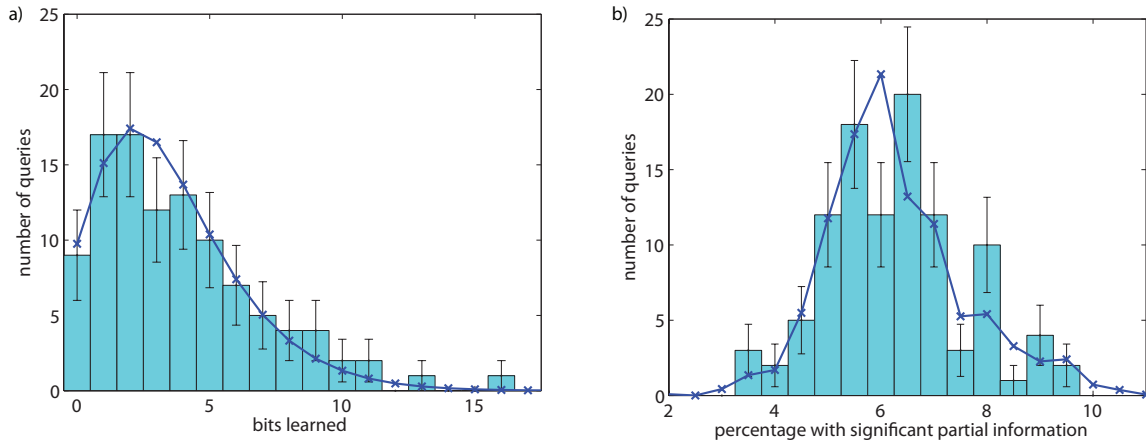 a)
25
20
15
10
5
0
number of queries
0 5 10 15
bits learned
b)
25
20
15
10
5
0
number of queries
2 4 6 8 10
percentage with significant partial information